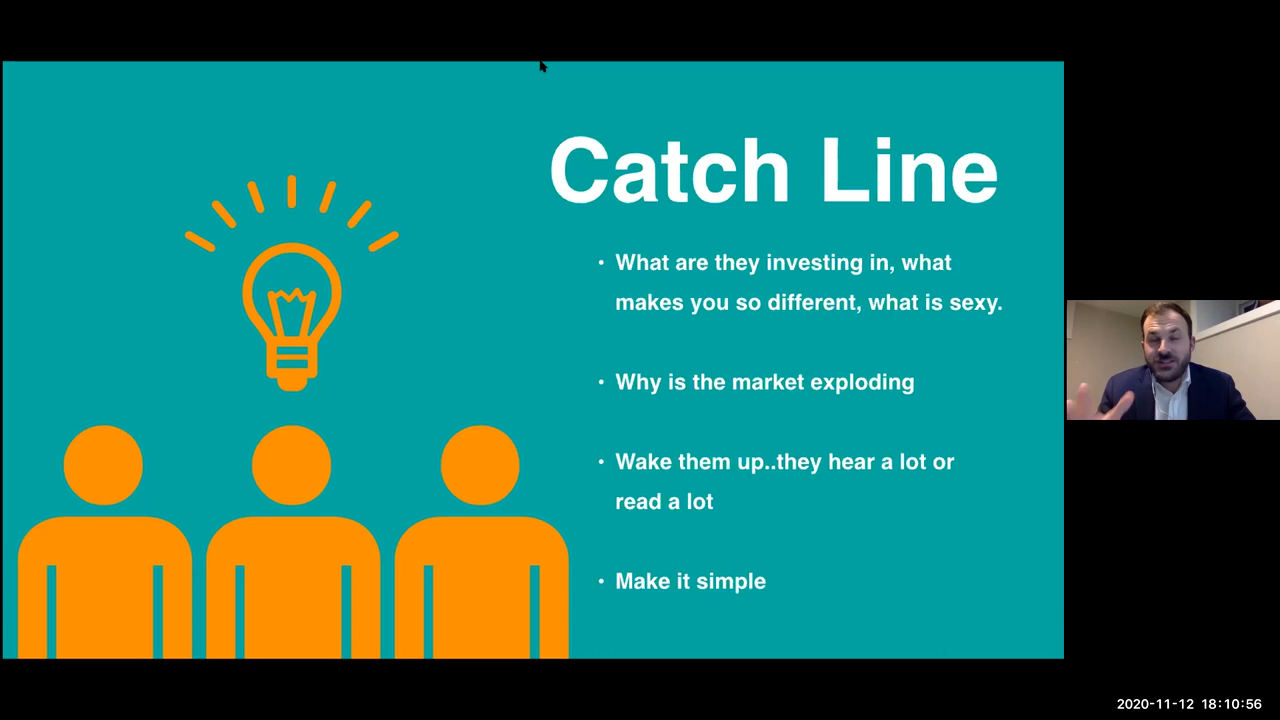 Catch Line
• What are they investing in, what
makes you so different, what is sexy.
• Why is the market exploding
• Wake them up..they hear a lot or
read a lot
• Make it simple
2020-11-12 18:10:56